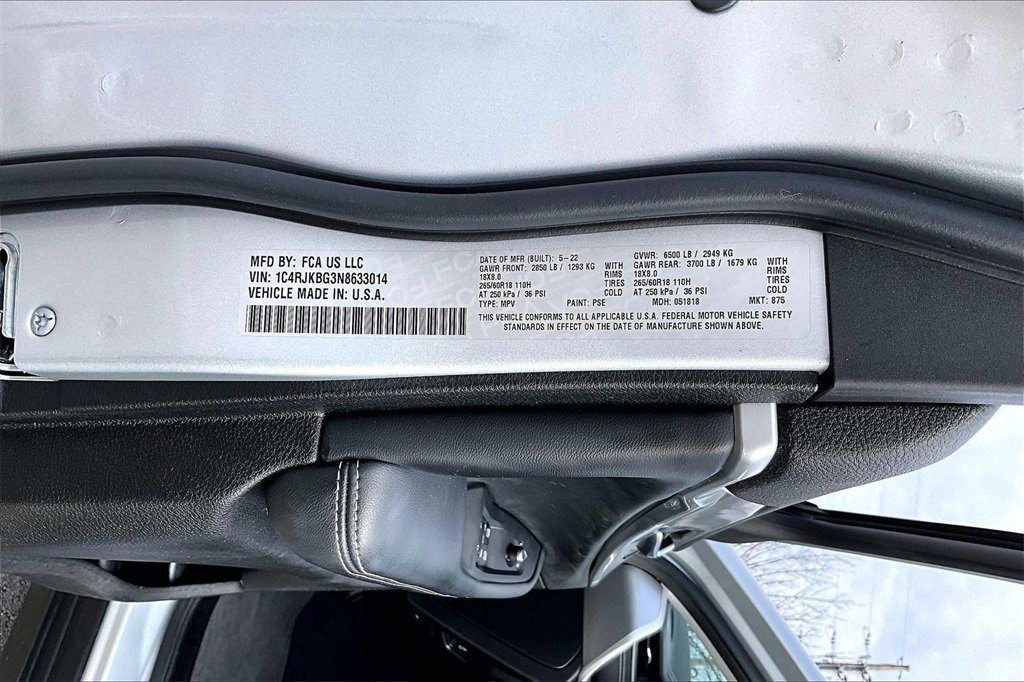 MFD BY: FCA US LLC
VIN: 1C4RJKBG3N8633014
VEHICLE MADE IN: U.S.A.
DATE OF MFR (BUILT): 5-22
GAWR FRONT: 2850 LB / 1293 KG WITH
18X8.0 RIMS
265/60R18 110H TIRES
AT 250 kPa / 36 PSI COLD
TYPE: MPV PAINT: PSE
GVWR: 6500 LB / 2949 KG
GAWR REAR: 3700 LB / 1679 KG WITH
18X8.0 RIMS
265/60R18 110H TIRES
AT 250 kPa / 36 PSI COLD
MDH: 051818 MKT: 875
THIS VEHICLE CONFORMS TO ALL APPLICABLE U.S.A. FEDERAL MOTOR VEHICLE SAFETY
STANDARDS IN EFFECT ON THE DATE OF MANUFACTURE SHOWN ABOVE.